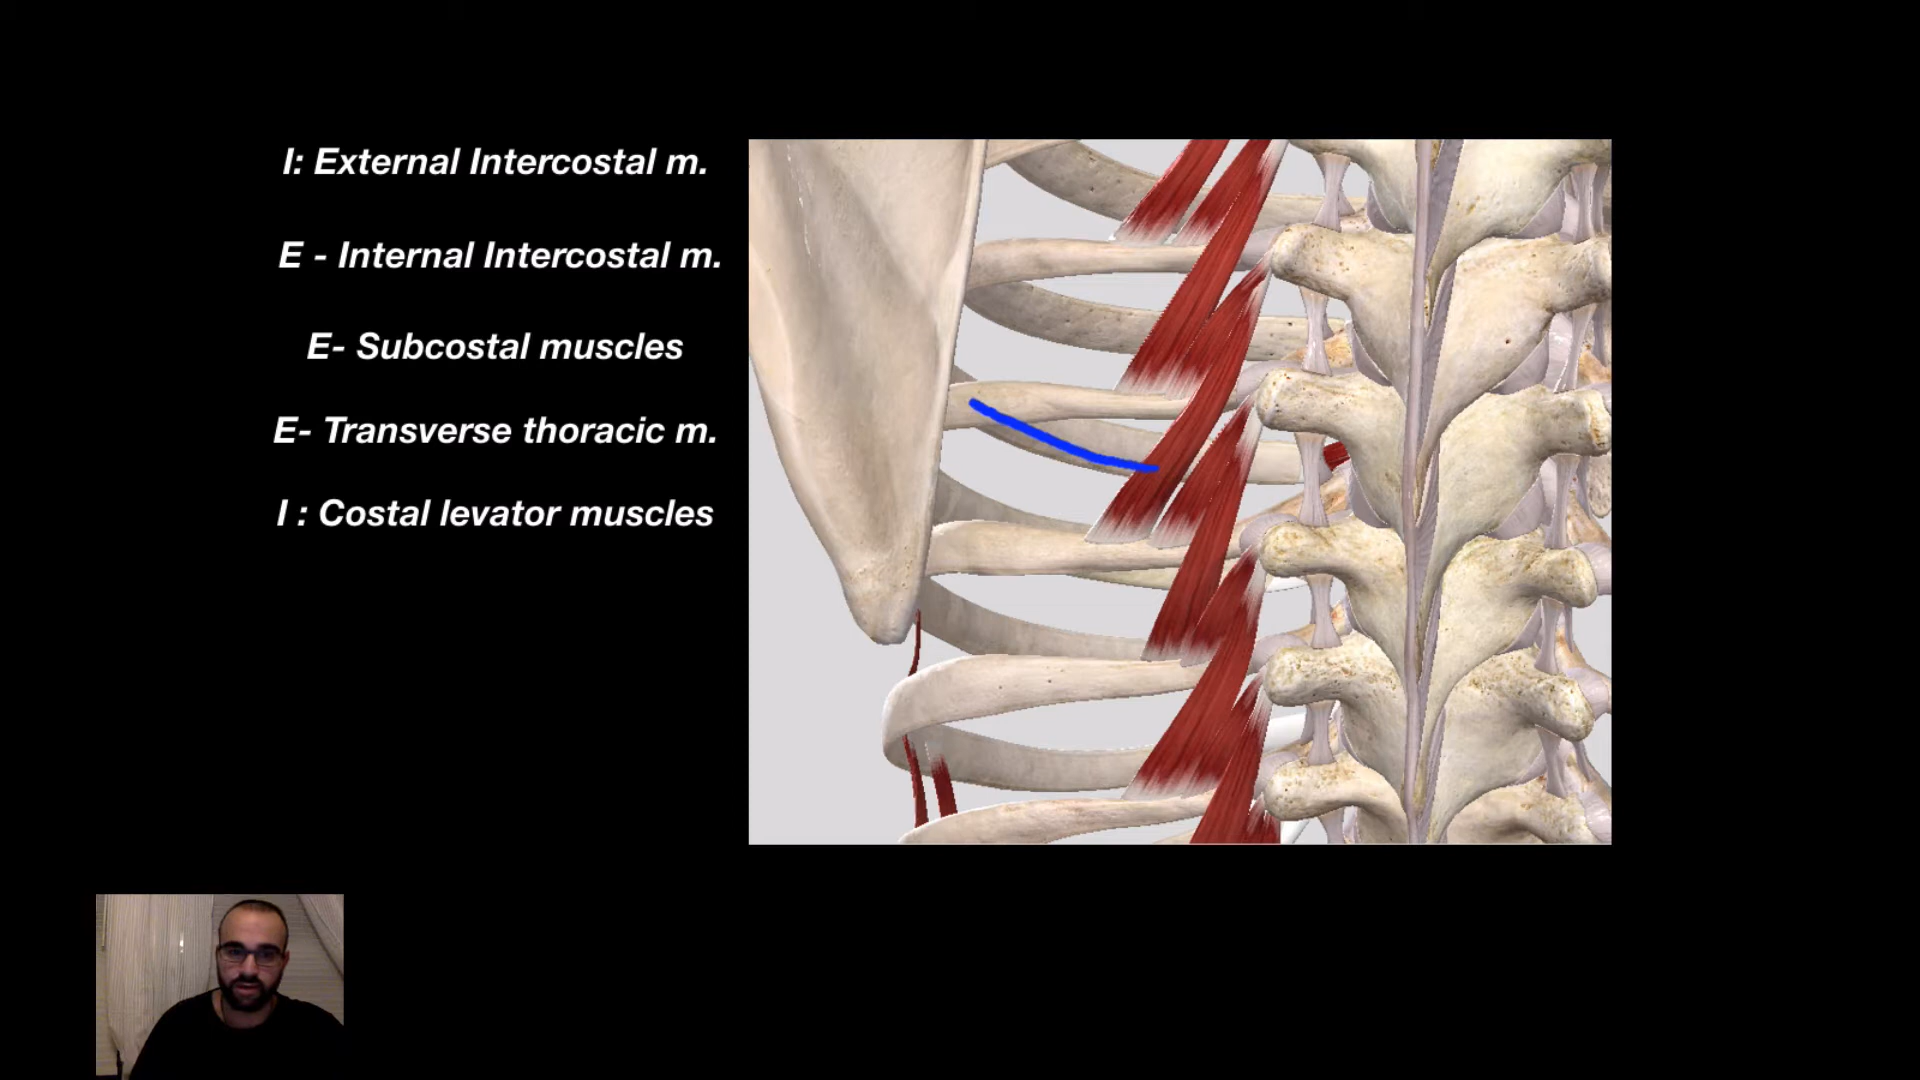 I: External Intercostal m.
E - Internal Intercostal m.
E- Subcostal muscles
E- Transverse thoracic m.
I : Costal levator muscles